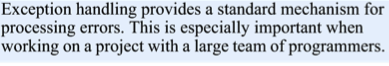 Exception handling provides a standard mechanism for
processing errors. This is especially important when
working on a project with a large team of programmers.